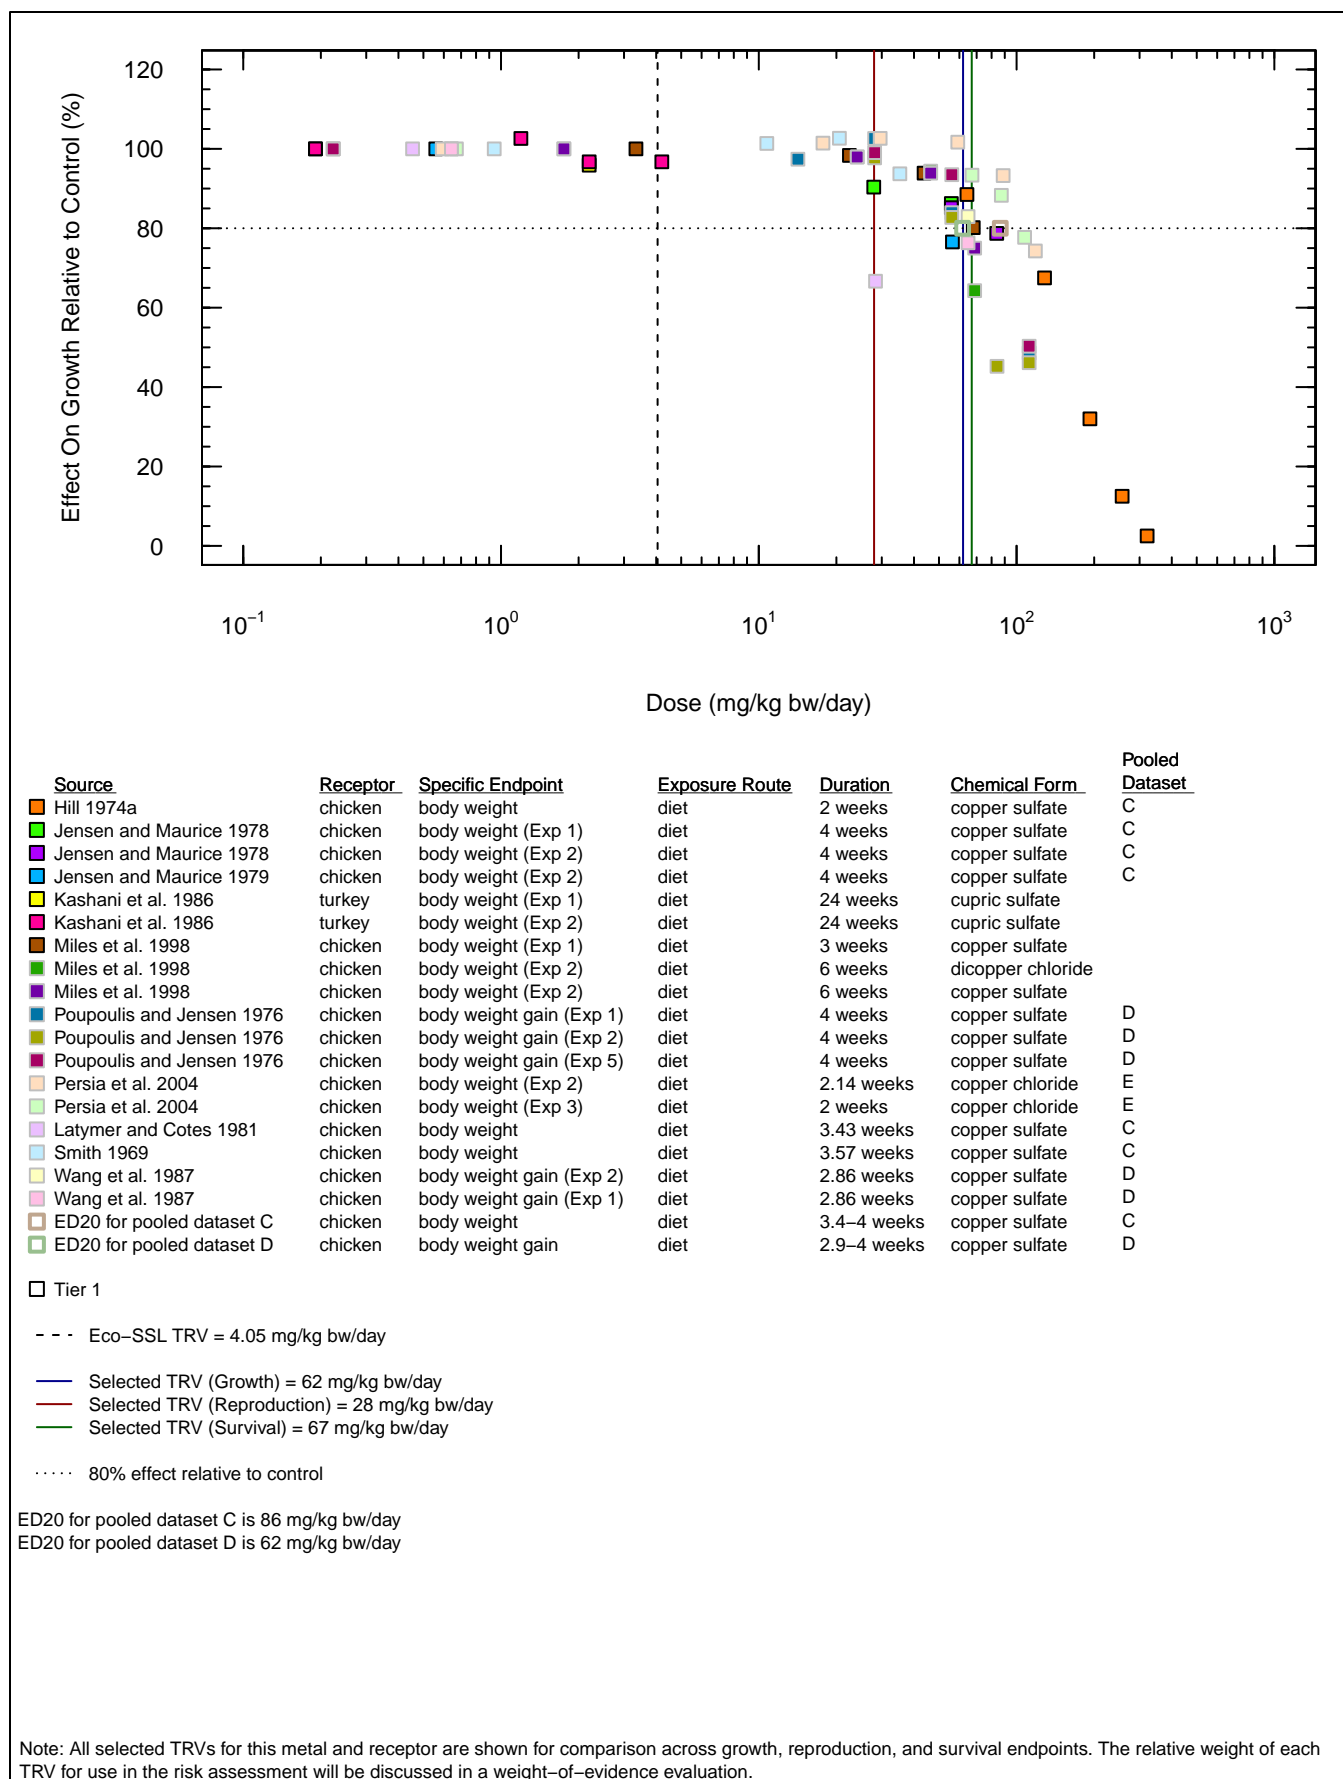 Effect On Growth Relative to Control (%)
120
100
80
60
40
20
0
10−1 100 101 102 103
Dose (mg/kg bw/day)
Pooled
Source Receptor Specific Endpoint Exposure Route Duration Chemical Form Dataset
Hill 1974a chicken body weight diet 2 weeks copper sulfate C
Jensen and Maurice 1978 chicken body weight (Exp 1) diet 4 weeks copper sulfate C
Jensen and Maurice 1978 chicken body weight (Exp 2) diet 4 weeks copper sulfate C
Jensen and Maurice 1979 chicken body weight (Exp 2) diet 4 weeks copper sulfate C
Kashani et al. 1986 turkey body weight (Exp 1) diet 24 weeks cupric sulfate
Kashani et al. 1986 turkey body weight (Exp 2) diet 24 weeks cupric sulfate
Miles et al. 1998 chicken body weight (Exp 1) diet 3 weeks copper sulfate
Miles et al. 1998 chicken body weight (Exp 2) diet 6 weeks dicopper chloride
Miles et al. 1998 chicken body weight (Exp 2) diet 6 weeks copper sulfate
Poupoulis and Jensen 1976 chicken body weight gain (Exp 1) diet 4 weeks copper sulfate D
Poupoulis and Jensen 1976 chicken body weight gain (Exp 2) diet 4 weeks copper sulfate D
Poupoulis and Jensen 1976 chicken body weight gain (Exp 5) diet 4 weeks copper sulfate D
Persia et al. 2004 chicken body weight (Exp 2) diet 2.14 weeks copper chloride E
Persia et al. 2004 chicken body weight (Exp 3) diet 2 weeks copper chloride E
Latymer and Cotes 1981 chicken body weight diet 3.43 weeks copper sulfate C
Smith 1969 chicken body weight diet 3.57 weeks copper sulfate C
Wang et al. 1987 chicken body weight gain (Exp 2) diet 2.86 weeks copper sulfate D
Wang et al. 1987 chicken body weight gain (Exp 1) diet 2.86 weeks copper sulfate D
ED20 for pooled dataset C chicken body weight diet 3.4−4 weeks copper sulfate C
ED20 for pooled dataset D chicken body weight gain diet 2.9−4 weeks copper sulfate D
Tier 1
Eco−SSL TRV = 4.05 mg/kg bw/day
Selected TRV (Growth) = 62 mg/kg bw/day
Selected TRV (Reproduction) = 28 mg/kg bw/day
Selected TRV (Survival) = 67 mg/kg bw/day
80% effect relative to control
ED20 for pooled dataset C is 86 mg/kg bw/day
ED20 for pooled dataset D is 62 mg/kg bw/day
Note: All selected TRVs for this metal and receptor are shown for comparison across growth, reproduction, and survival endpoints. The relative weight of each
TRV for use in the risk assessment will be discussed in a weight−of−evidence evaluation.